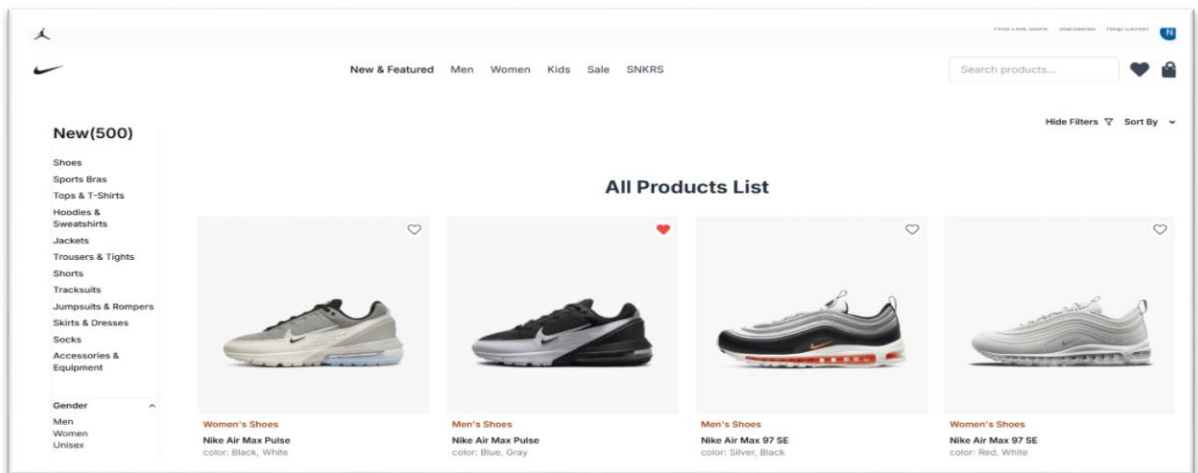 Help Center
N
New & Featured Men Women Kids Sale SNKRS
Search products...
Hide Filters Sort By
New(500)
Shoes
Sports Bras
Tops & T-Shirts
Hoodies &
Sweatshirts
Jackets
Trousers & Tights
Shorts
Tracksuits
Jumpsuits & Rompers
Skirts & Dresses
Socks
Accessories &
Equipment
Gender
Men
Women
Unisex
All Products List
Women's Shoes
Nike Air Max Pulse
color: Black, White
Men's Shoes
Nike Air Max Pulse
color: Blue, Gray
Men's Shoes
Nike Air Max 97 SE
color: Silver, Black
Women's Shoes
Nike Air Max 97 SE
color: Red, White